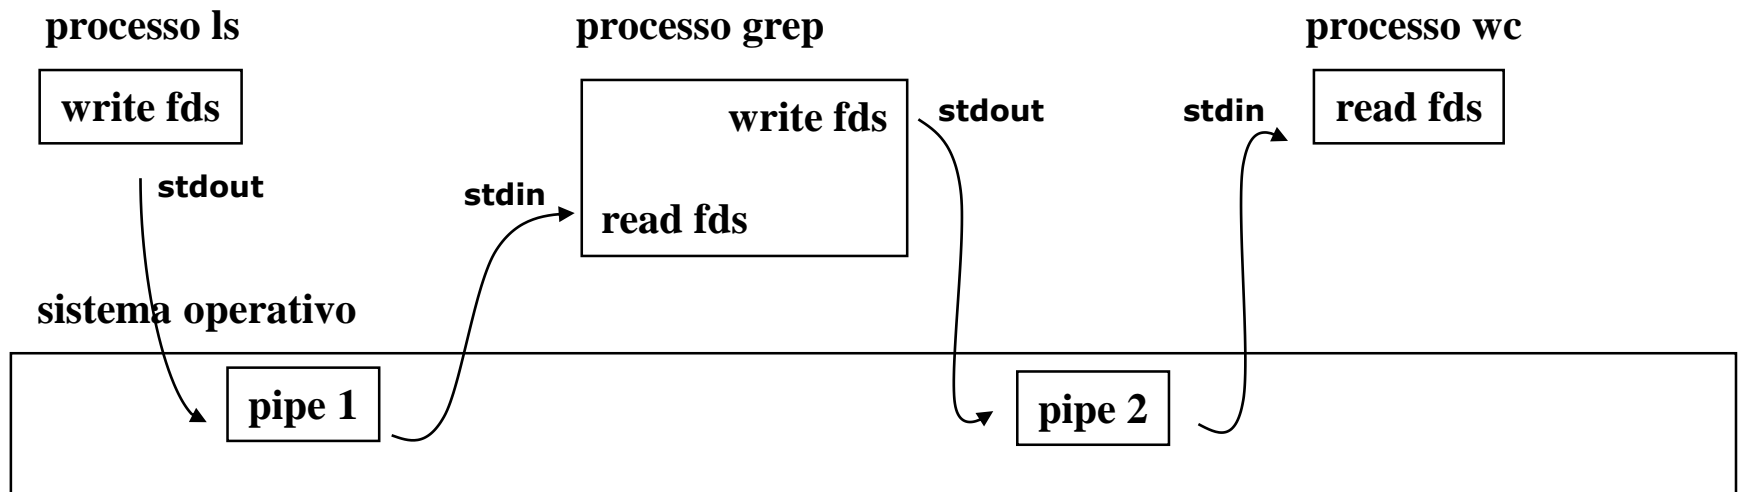 processo ls
processo grep
processo wc
write fds
write fds
stdout
stdin
read fds
stdout
stdin
read fds
sistema operativo
pipe 1
pipe 2